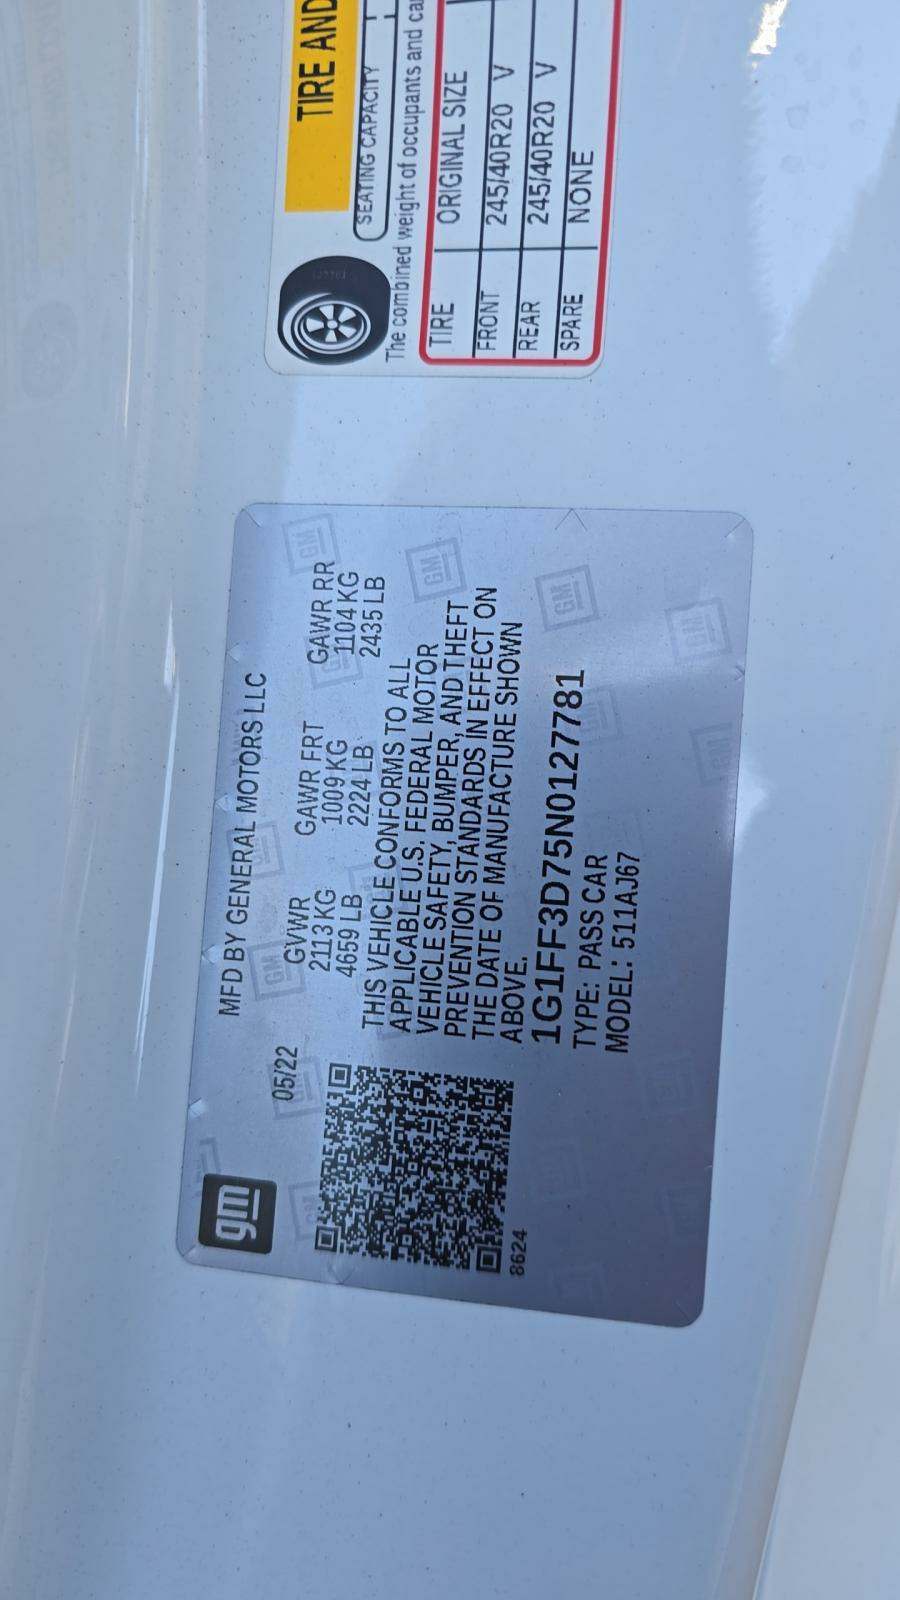 gm
MFD BY GENERAL MOTORS LLC
05/22
GVWR GAWR FRT GAWR RR
2113 KG 1009 KG 1104 KG
4659 LB 2224 LB 2435 LB
THIS VEHICLE CONFORMS TO ALL
APPLICABLE U.S. FEDERAL MOTOR
VEHICLE SAFETY, BUMPER, AND THEFT
PREVENTION STANDARDS IN EFFECT ON
THE DATE OF MANUFACTURE SHOWN
ABOVE.
1G1FF3D75N0127781
TYPE: PASS CAR
MODEL: 511AJ67
8624
TIRE AND
SEATING CAPACITY
The combined weight of occupants and
TIRE ORIGINAL SIZE
FRONT 245/40R20 V
REAR 245/40R20 V
SPARE NONE